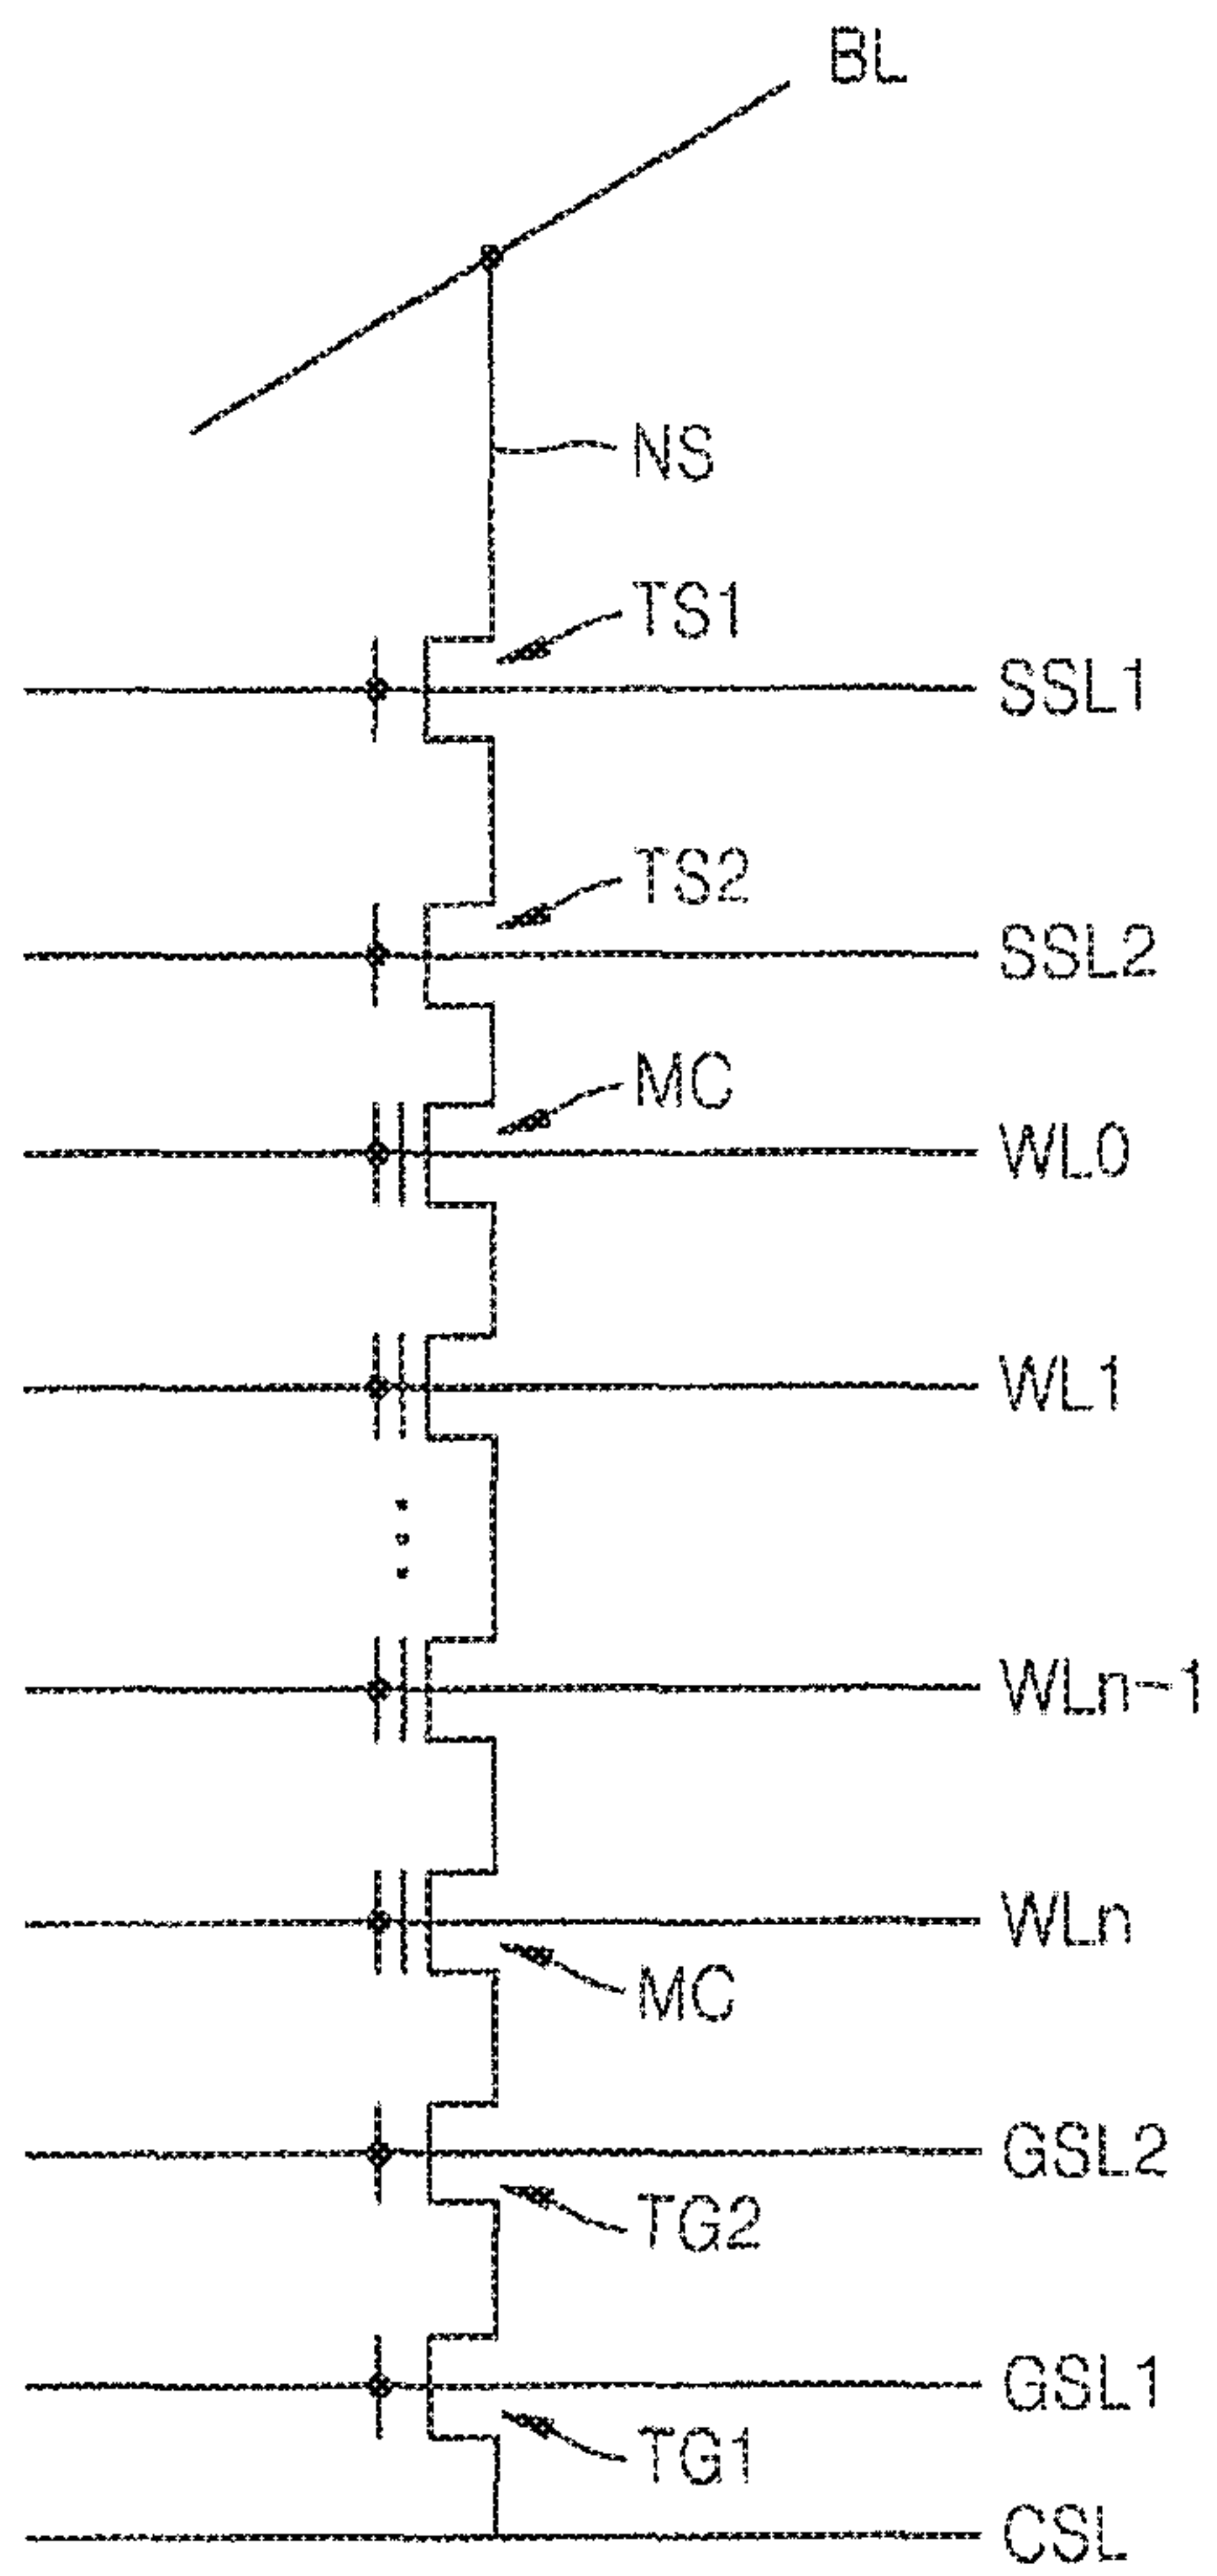 BL
NS
TS1
SSL1
TS2
SSL2
MC
WL0
WL1
WLn-1
WLn
MC
GSL2
TG2
GSL1
TG1
CSL